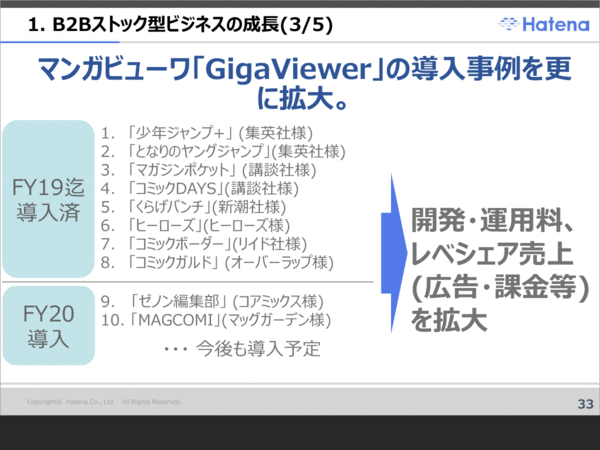 1. B2Bストック型ビジネスの成長(3/5)
Hatena
マンガビューワ「GigaViewer」の導入事例を更
に拡大。
FY19迄
導入済
1. 「少年ジャンプ+」 (集英社様)
2. 「となりのヤングジャンプ」(集英社様)
3. 「マガジンポケット」 (講談社様)
4. 「コミックDAYS」(講談社様)
5. 「くらげバンチ」(新潮社様)
6. 「ヒーローズ」(ヒーローズ様)
7. 「コミックボーダー」(リイド社様)
8. 「コミックガルド」 (オーバーラップ様)
FY20
導入
9. 「ゼノン編集部」 (コアミックス様)
10. 「MAGCOMI」(マッグガーデン様)
・・・ 今後も導入予定
開発・運用料、
レベシェア売上
(広告・課金等)
を拡大
Copyright© Hatena Co., Ltd. All Rights Reserved.
33